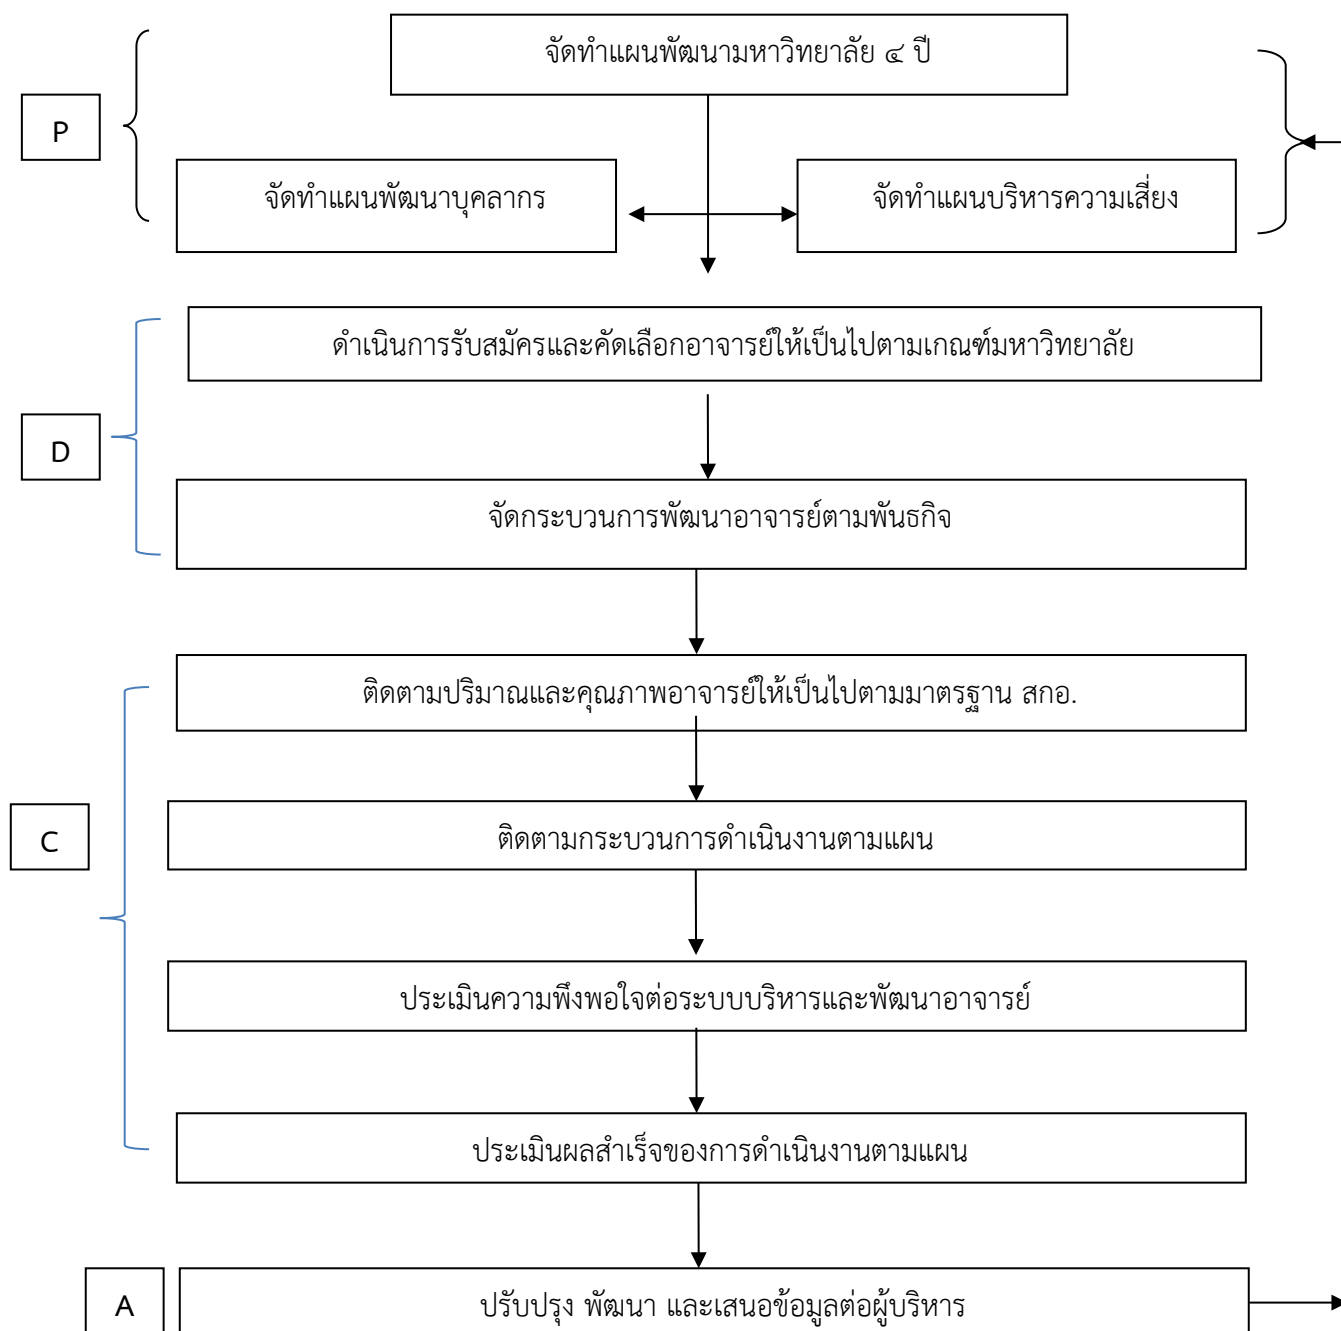 จัดทำแผนพัฒนามหาวิทยาลัย ๔ ปี
P
จัดทำแผนพัฒนาบุคลากร
จัดทำแผนบริหารความเสี่ยง
ดำเนินการรับสมัครและคัดเลือกอาจารย์ให้เป็นไปตามเกณฑ์มหาวิทยาลัย
D
จัดกระบวนการพัฒนาอาจารย์ตามพันธกิจ
ติดตามปริมาณและคุณภาพอาจารย์ให้เป็นไปตามมาตรฐาน สกอ.
C
ติดตามกระบวนการดำเนินงานตามแผน
ประเมินความพึงพอใจต่อระบบบริหารและพัฒนาอาจารย์
ประเมินผลสำเร็จของการดำเนินงานตามแผน
A
ปรับปรุง พัฒนา และเสนอข้อมูลต่อผู้บริหาร